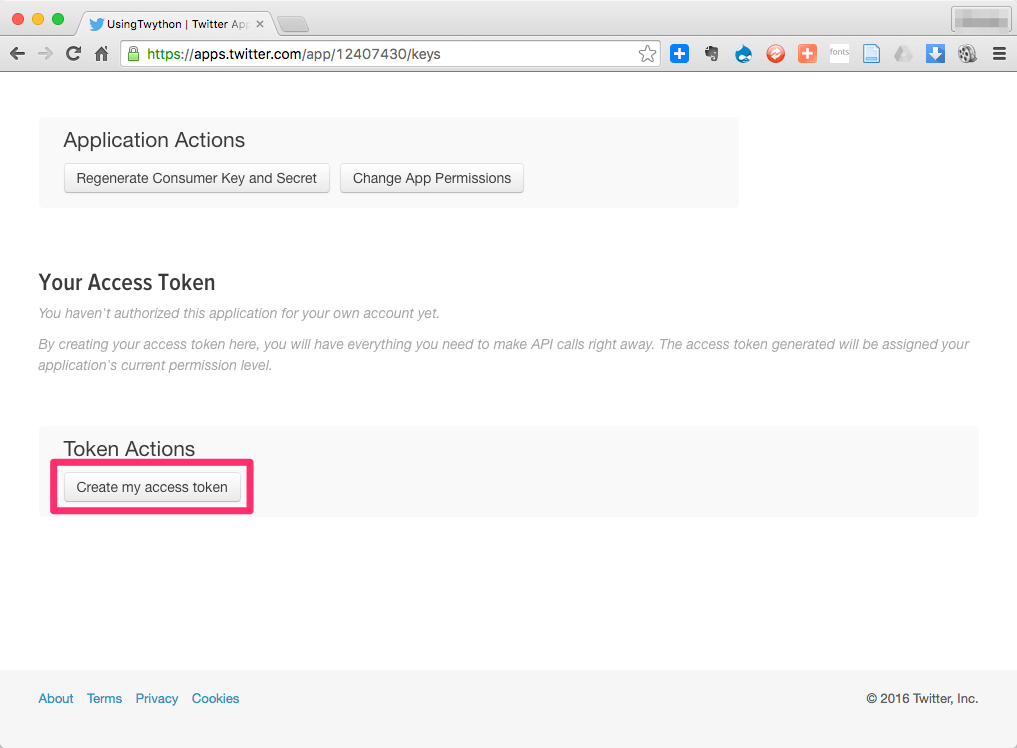 UsingTwython | Twitter App
https://apps.twitter.com/app/12407430/keys
fonts
Application Actions
Regenerate Consumer Key and Secret
Change App Permissions
Your Access Token
You haven't authorized this application for your own account yet.
By creating your access token here, you will have everything you need to make API calls right away. The access token generated will be assigned your
application's current permission level.
Token Actions
Create my access token
About Terms Privacy Cookies
© 2016 Twitter, Inc.